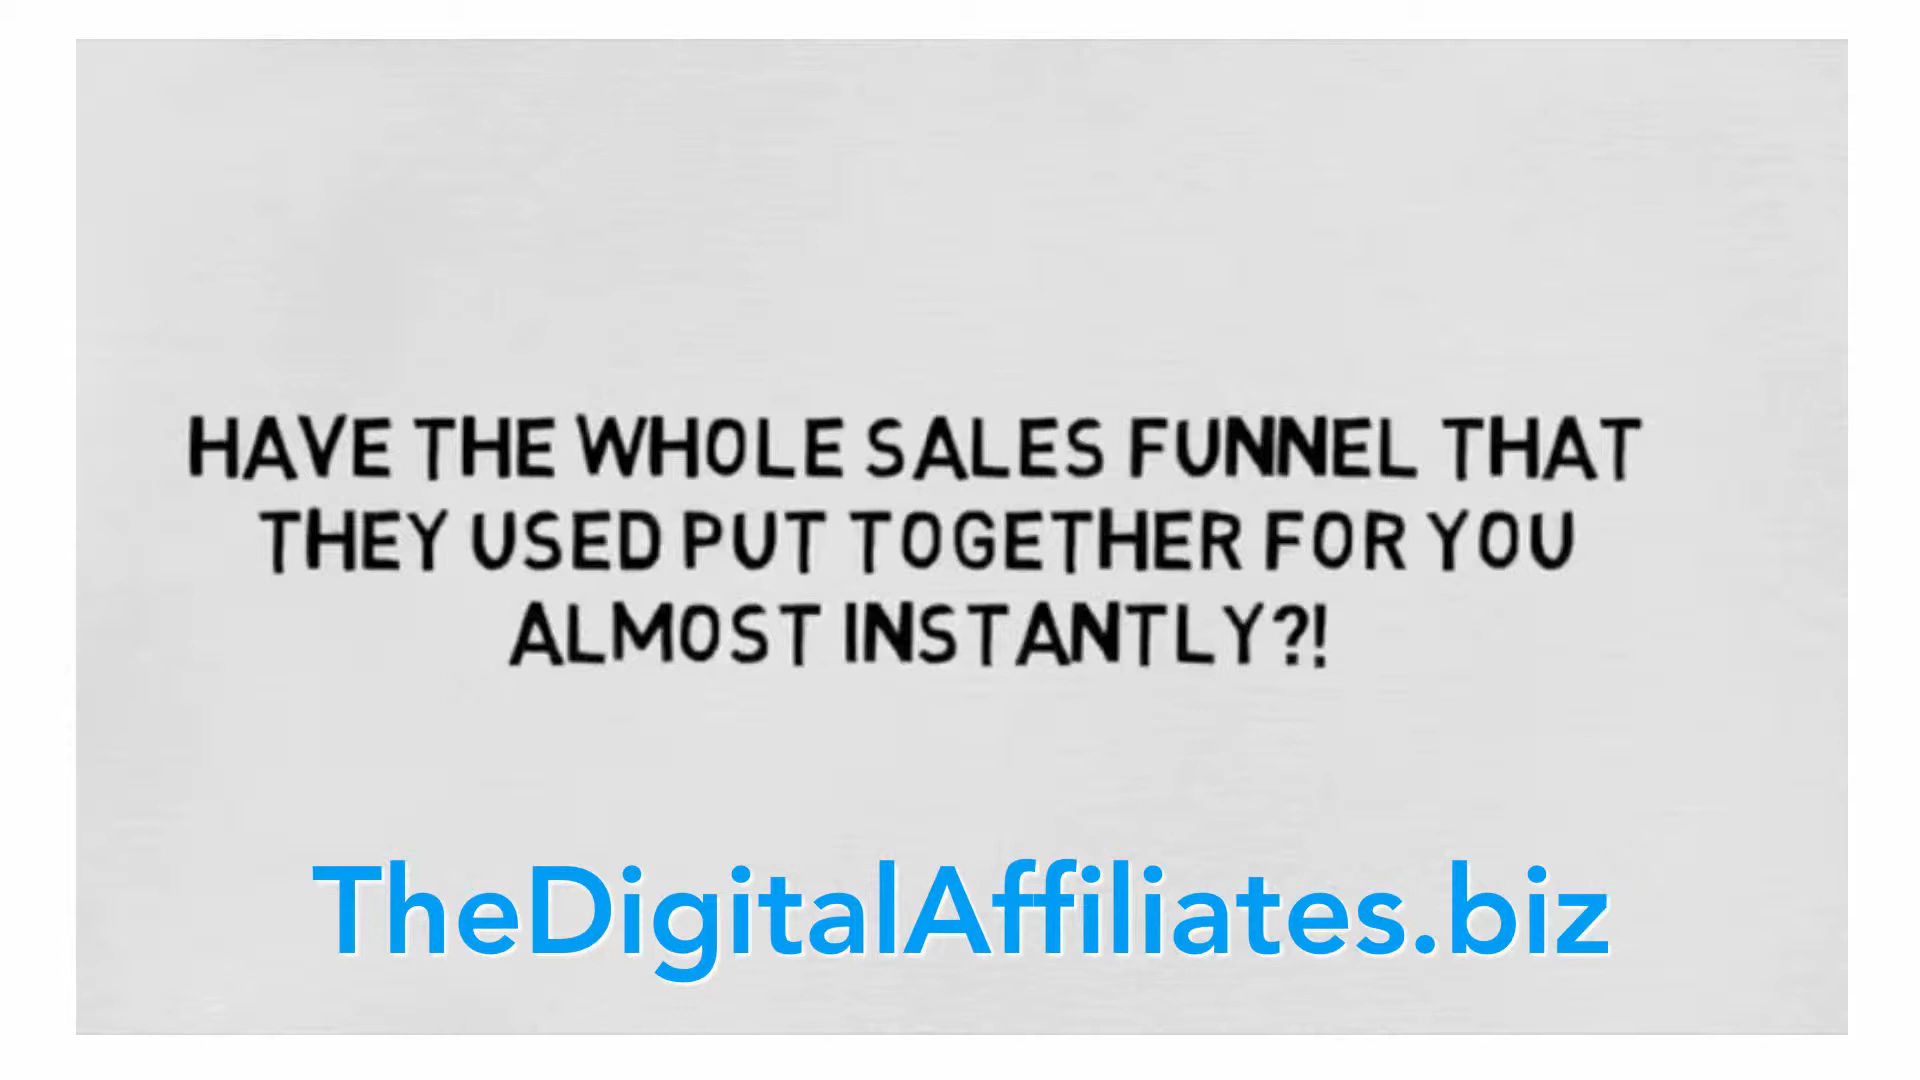 HAVE THE WHOLE SALES FUNNEL THAT
THEY USED PUT TOGETHER FOR YOU
ALMOST INSTANTLY?!
TheDigitalAffiliates.biz